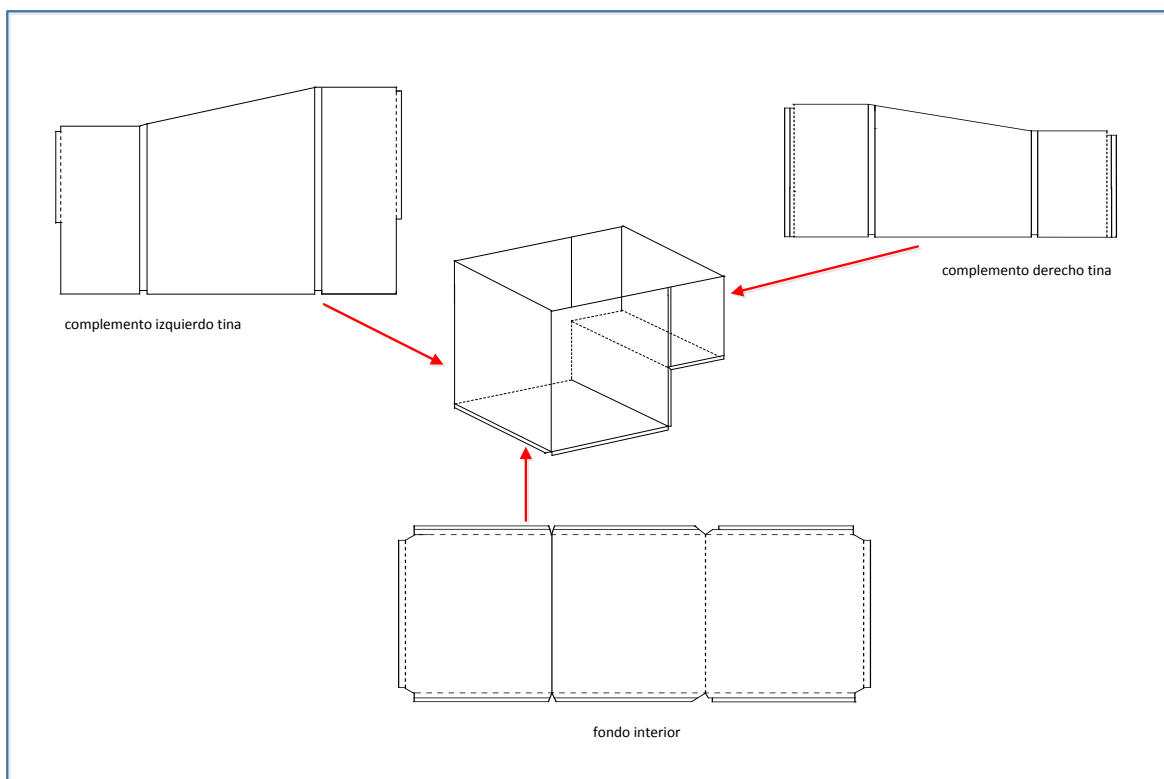 complemento izquierdo tina
complemento derecho tina
fondo interior